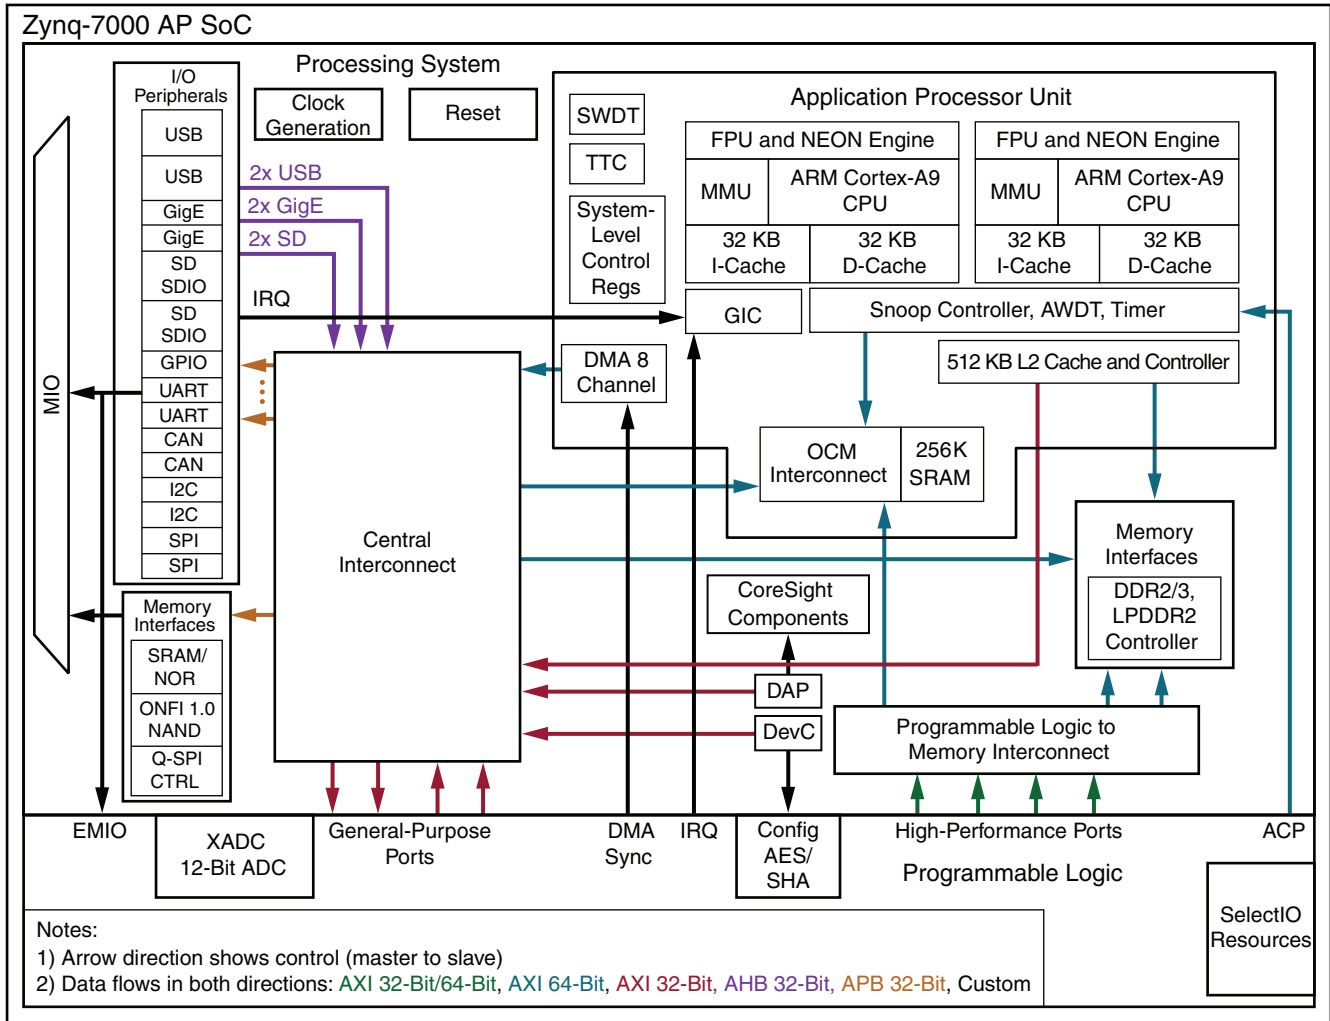 Zynq-7000 AP SoC
Processing System
I/O
Peripherals
USB
USB
GigE
GigE
SD
SDIO
SD
SDIO
GPIO
UART
UART
CAN
CAN
I2C
I2C
SPI
SPI
MIO
Clock
Generation
Reset
2x USB
2x GigE
2x SD
IRQ
Application Processor Unit
SWDT
TTC
System-
Level
Control
Regs
FPU and NEON Engine
MMU
ARM Cortex-A9
CPU
32 KB
I-Cache
32 KB
D-Cache
FPU and NEON Engine
MMU
ARM Cortex-A9
CPU
32 KB
I-Cache
32 KB
D-Cache
GIC
Snoop Controller, AWDT, Timer
DMA 8
Channel
512 KB L2 Cache and Controller
OCM
Interconnect
256K
SRAM
Central
Interconnect
Memory
Interfaces
DDR2/3,
LPDDR2
Controller
CoreSight
Components
DAP
DevC
Programmable Logic to
Memory Interconnect
Memory
Interfaces
SRAM/
NOR
ONFI 1.0
NAND
Q-SPI
CTRL
EMIO
XADC
12-Bit ADC
General-Purpose
Ports
DMA
Sync
IRQ
Config
AES/
SHA
High-Performance Ports
ACP
Programmable Logic
SelectIO
Resources
Notes:
1) Arrow direction shows control (master to slave)
2) Data flows in both directions: AXI 32-Bit/64-Bit, AXI 64-Bit, AXI 32-Bit, AHB 32-Bit, APB 32-Bit, Custom